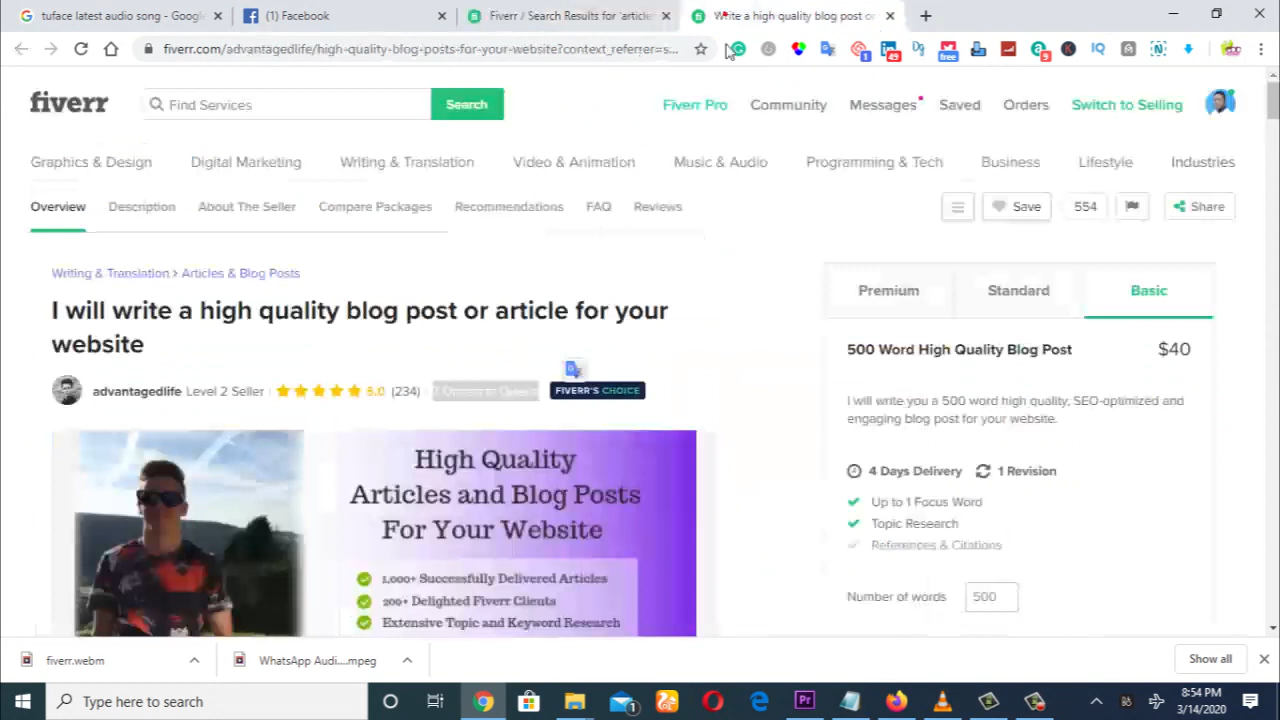 tuface latest audio song - Google
(1) Facebook
Fiverr / Search Results for 'article
Write a high quality blog post or
fiverr.com/advantagedlife/high-quality-blog-posts-for-your-website?context_referrer=s...
1
49
free
9
IQ
fiverr
Find Services
Search
Fiverr Pro
Community
Messages
Saved
Orders
Switch to Selling
Graphics & Design
Digital Marketing
Writing & Translation
Video & Animation
Music & Audio
Programming & Tech
Business
Lifestyle
Industries
Overview
Description
About The Seller
Compare Packages
Recommendations
FAQ
Reviews
Save
554
Share
Writing & Translation > Articles & Blog Posts
I will write a high quality blog post or article for your
website
advantagedlife Level 2 Seller 5.0 (234)
FIVERR'S CHOICE
Premium
Standard
Basic
500 Word High Quality Blog Post $40
I will write you a 500 word high quality, SEO-optimized and
engaging blog post for your website.
4 Days Delivery 1 Revision
Up to 1 Focus Word
Topic Research
References & Citations
Number of words 500
High Quality
Articles and Blog Posts
For Your Website
1,000+ Successfully Delivered Articles
200+ Delighted Fiverr Clients
Extensive Topic and Keyword Research
fiverr.webm
WhatsApp Audi....mpeg
Show all
Type here to search
1
Pr
8:54 PM
3/14/2020